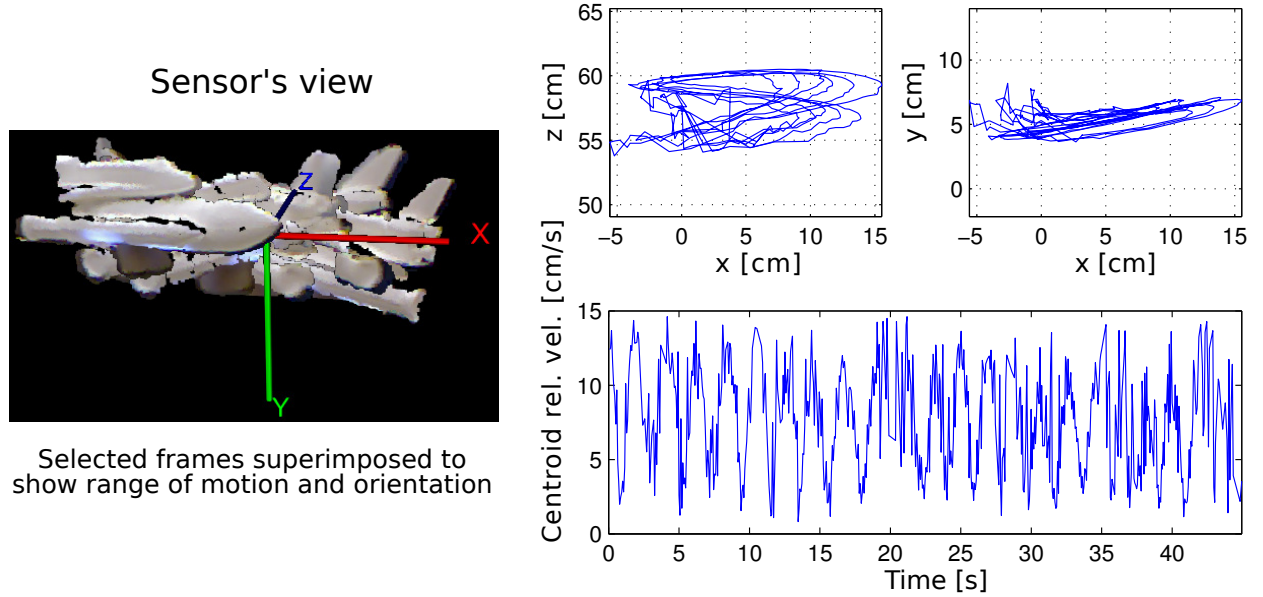 Sensor's view
Z
X
Y
Selected frames superimposed to
show range of motion and orientation
65
60
55
50
z [cm]
−5 0 5 10 15
x [cm]
10
5
0
y [cm]
−5 0 5 10 15
x [cm]
15
10
5
0
Centroid rel. vel. [cm/s]
0 5 10 15 20 25 30 35 40
Time [s]